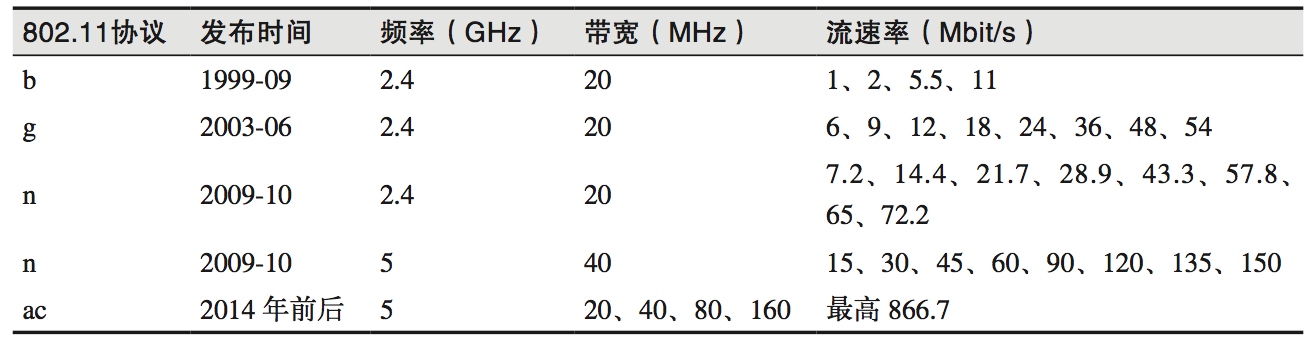 802.11协议 发布时间 频率（GHz） 带宽（MHz） 流速率（Mbit/s）
b 1999-09 2.4 20 1、2、5.5、11
g 2003-06 2.4 20 6、9、12、18、24、36、48、54
n 2009-10 2.4 20 7.2、14.4、21.7、28.9、43.3、57.8、
65、72.2
n 2009-10 5 40 15、30、45、60、90、120、135、150
ac 2014 年前后 5 20、40、80、160 最高 866.7